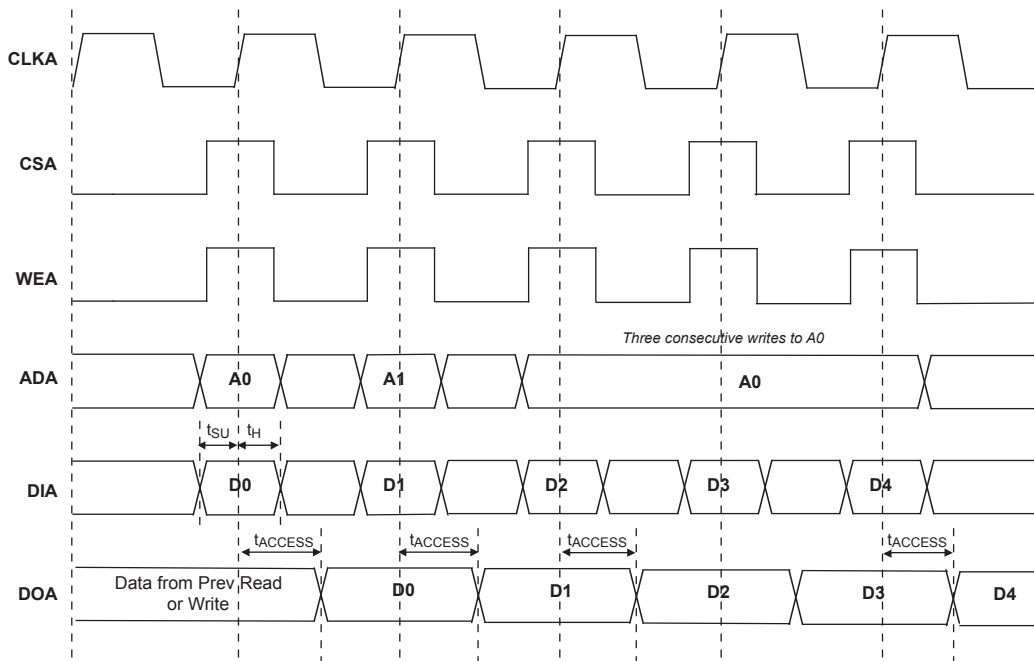 CLKA
CSA
WEA
Three consecutive writes to A0
ADA
A0
A1
A0
tSU
tH
DIA
D0
D1
D2
D3
D4
tACCESS
tACCESS
tACCESS
tACCESS
DOA
Data from Prev Read
or Write
D0
D1
D2
D3
D4